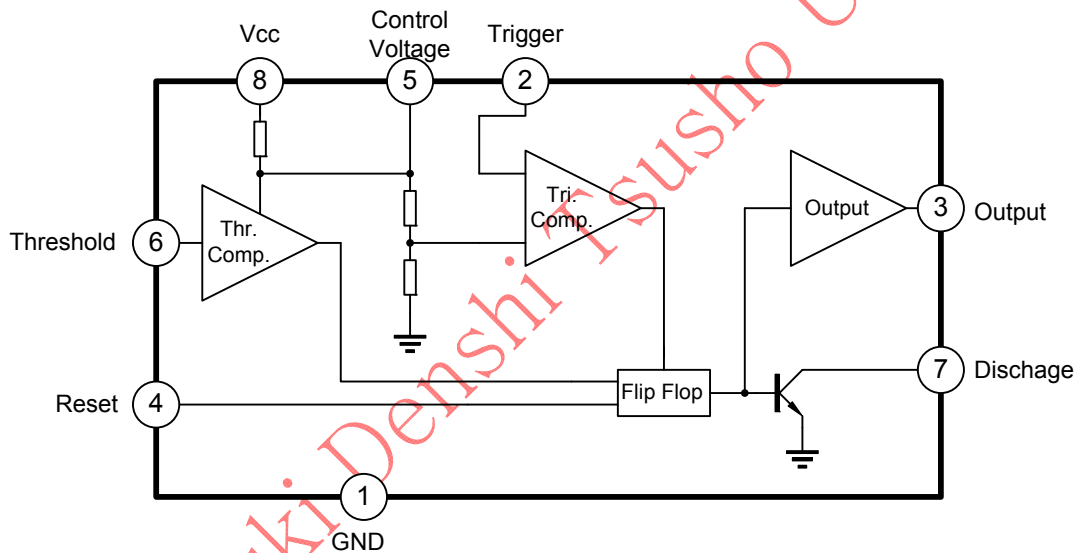 Vcc
Control
Voltage
Trigger
8
5
2
Thr.
Comp.
Tri.
Comp.
Output
3
Output
Threshold
6
7
Dischage
Reset
4
Flip Flop
1
GND
Denshi Tsusho